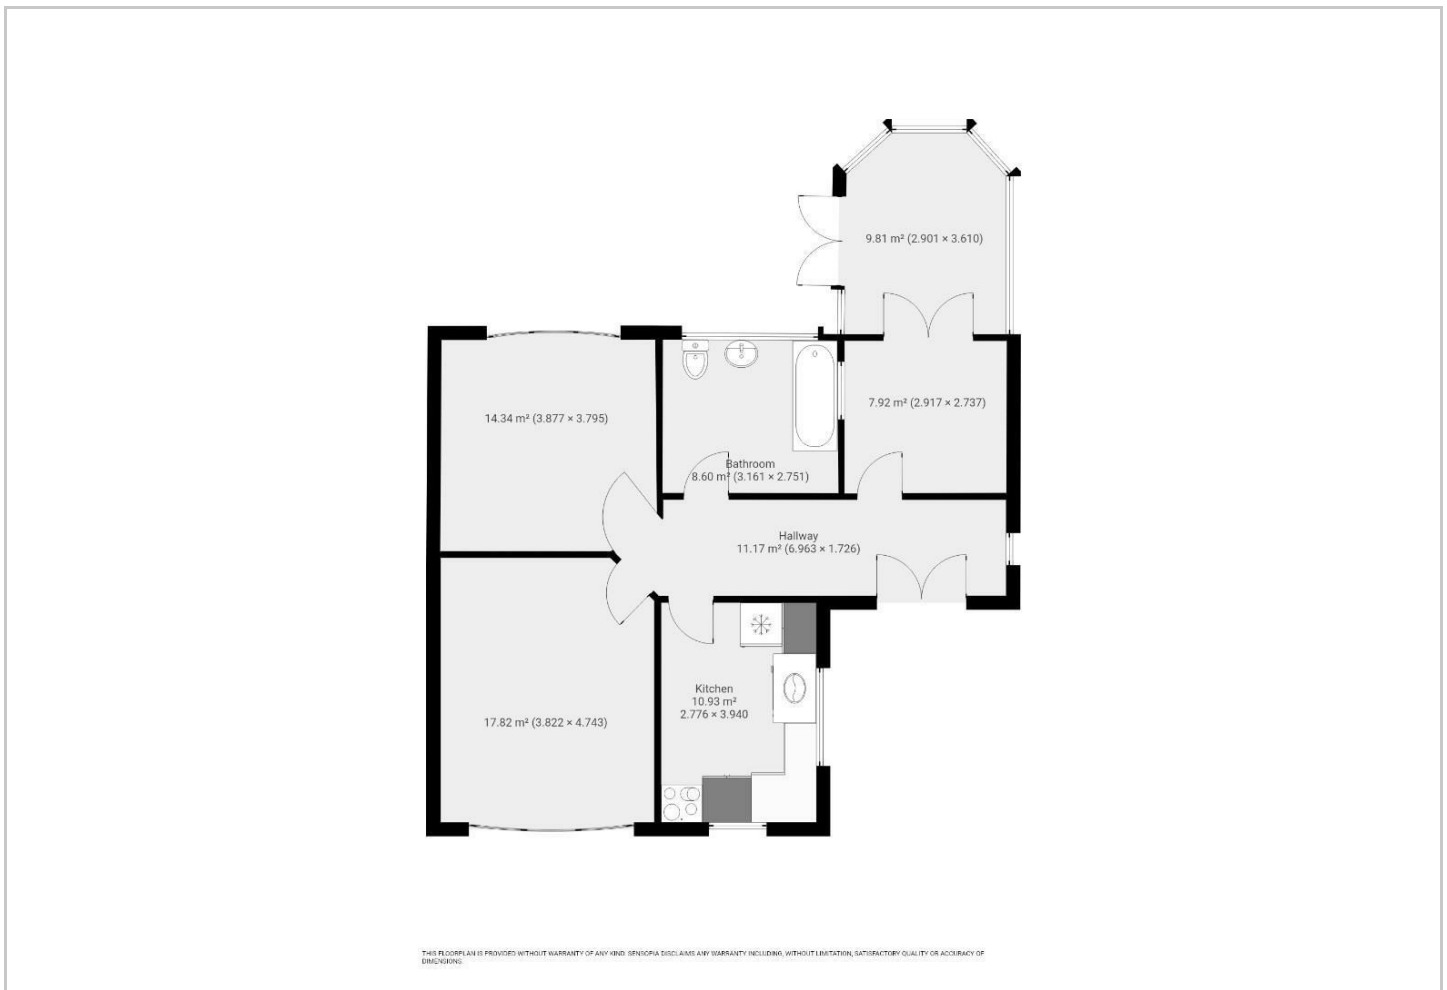 9.81 m² (2.901 × 3.610)
14.34 m² (3.877 × 3.795)
7.92 m² (2.917 × 2.737)
Bathroom
8.60 m² (3.161 × 2.751)
Hallway
11.17 m² (6.963 × 1.726)
Kitchen
10.93 m²
2.776 × 3.940
17.82 m² (3.822 × 4.743)
THIS FLOORPLAN IS PROVIDED WITHOUT WARRANTY OF ANY KIND. SENSOPIA DISCLAIMS ANY WARRANTY INCLUDING, WITHOUT LIMITATION, SATISFACTORY QUALITY OR ACCURACY OF
DIMENSIONS.